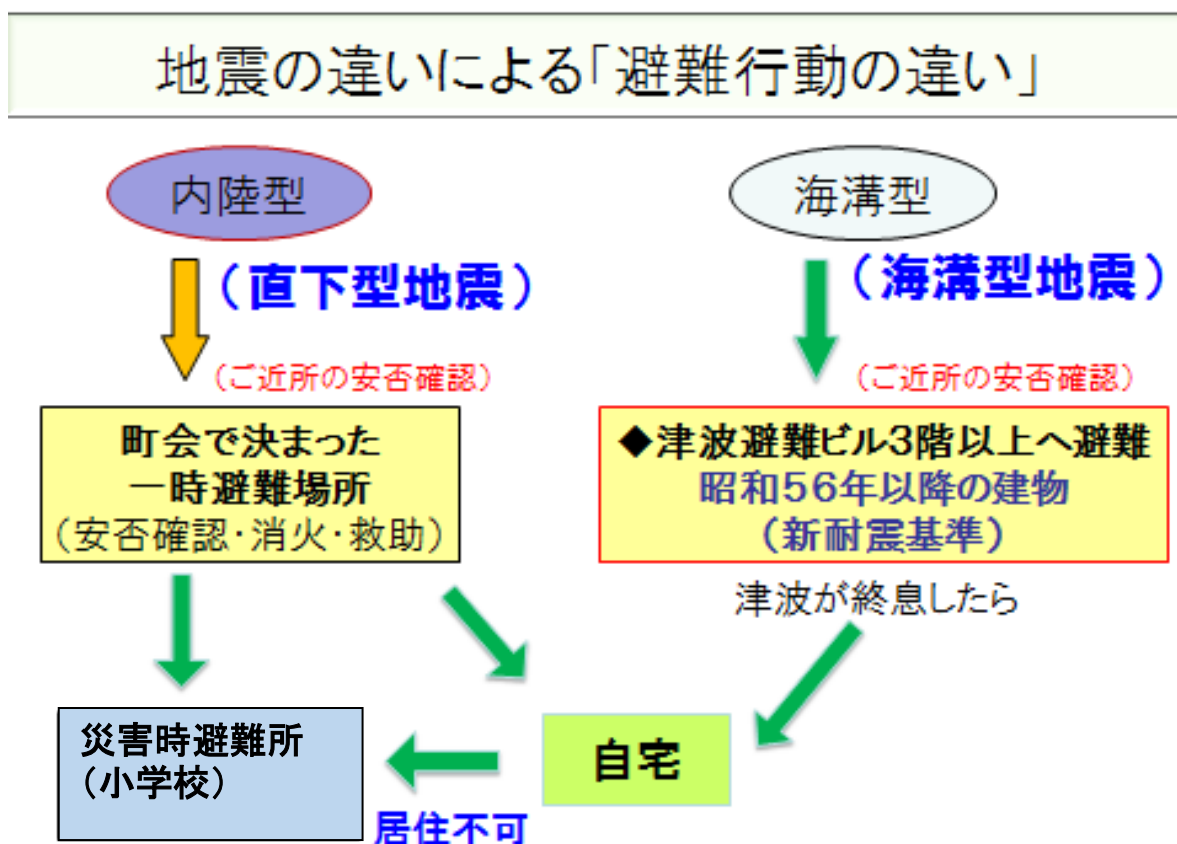 地震の違いによる「避難行動の違い」
内陸型
海溝型
（直下型地震）
（海溝型地震）
（ご近所の安否確認）
（ご近所の安否確認）
町会で決まった
一時避難場所
（安否確認・消火・救助）
◆津波避難ビル3階以上へ避難
昭和56年以降の建物
（新耐震基準）
津波が終息したら
災害時避難所
（小学校）
自宅
居住不可